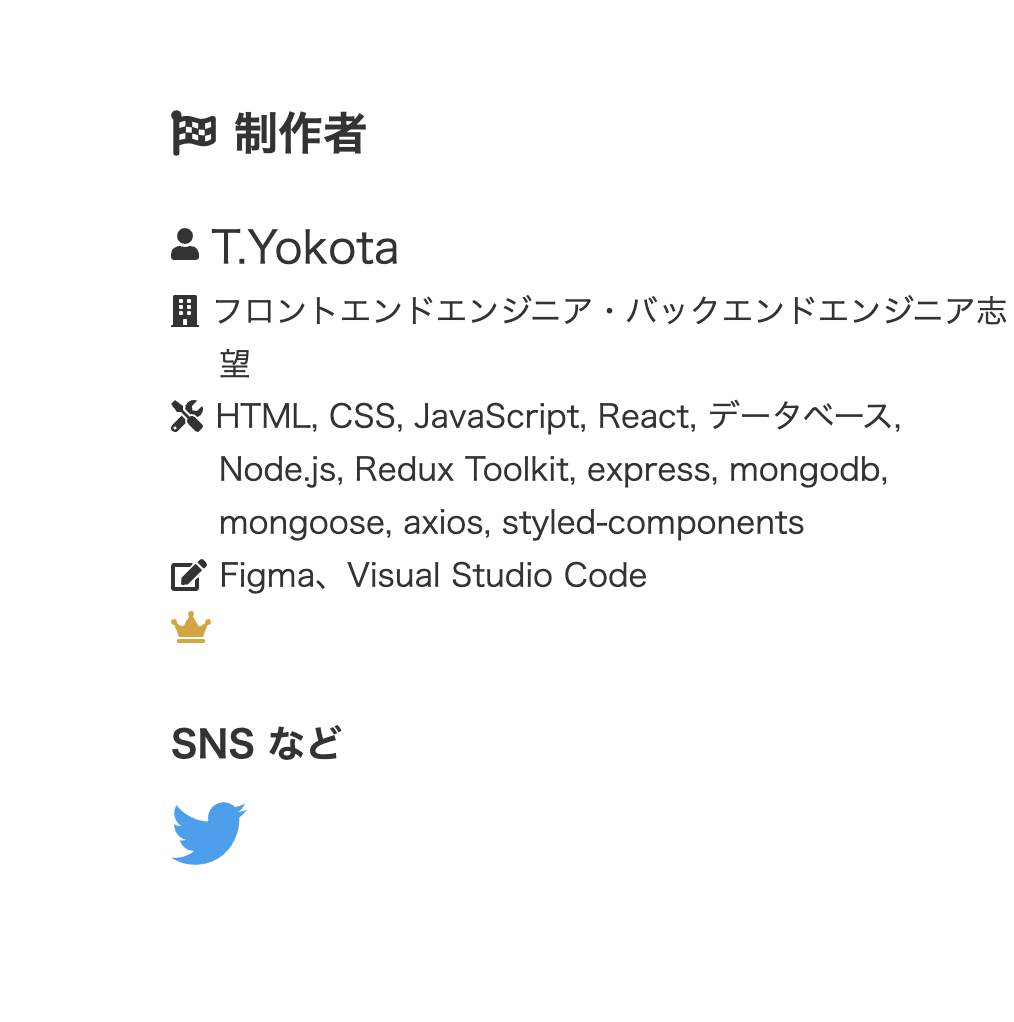 制作者
T.Yokota
フロントエンドエンジニア・バックエンドエンジニア志
望
HTML, CSS, JavaScript, React, データベース,
Node.js, Redux Toolkit, express, mongodb,
mongoose, axios, styled-components
Figma、Visual Studio Code
SNS など